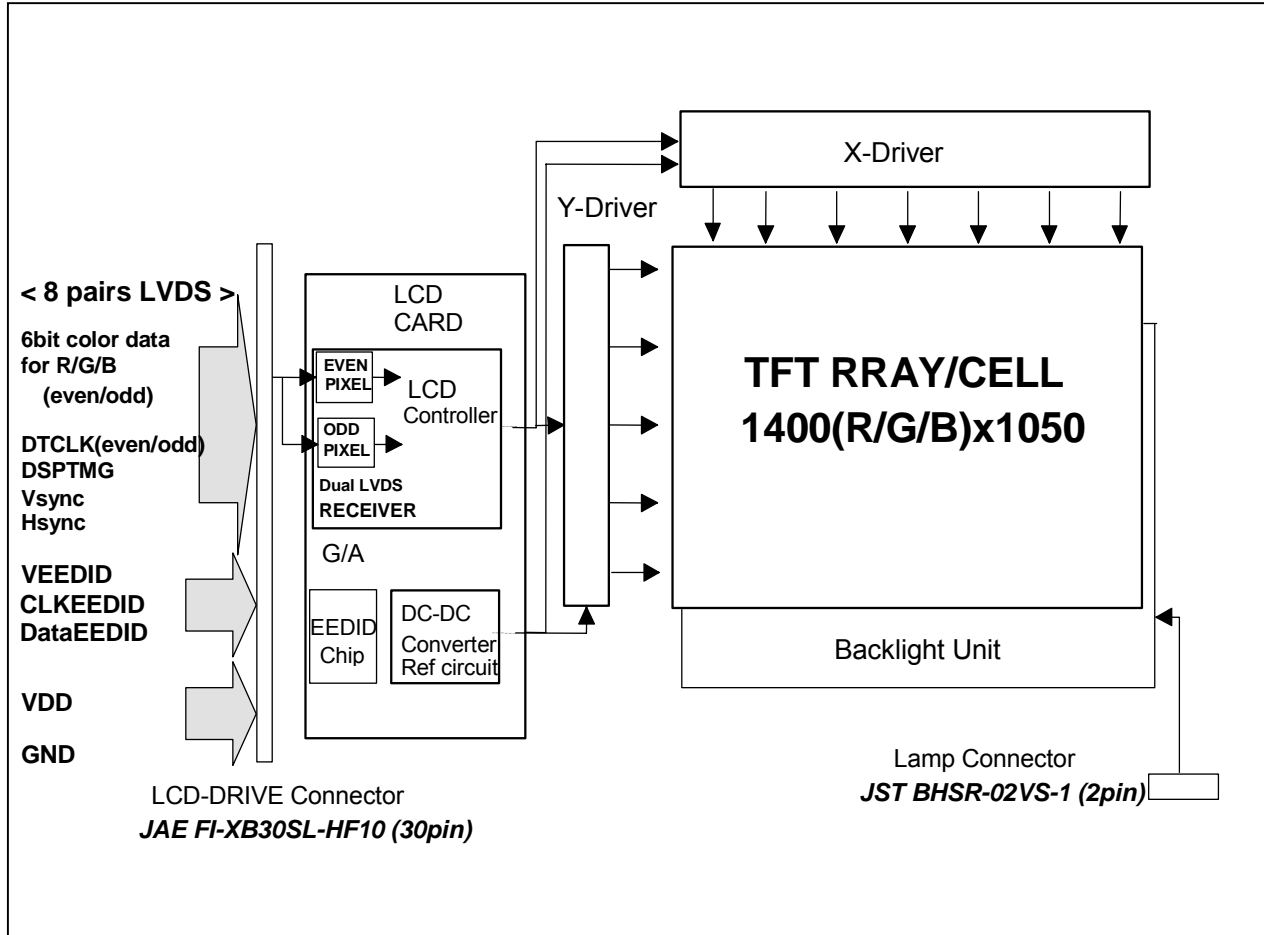 X-Driver
Y-Driver
< 8 pairs LVDS >
6bit color data
for R/G/B
(even/odd)
DTCLK(even/odd)
DSPTMG
Vsync
Hsync
VEEDID
CLKEEDID
DataEEDID
VDD
GND
LCD
CARD
EVEN
PIXEL
LCD
Controller
ODD
PIXEL
Dual LVDS
RECEIVER
G/A
EEDID
Chip
DC-DC
Converter
Ref circuit
TFT RRAY/CELL
1400(R/G/B)x1050
Backlight Unit
LCD-DRIVE Connector
JAE FI-XB30SL-HF10 (30pin)
Lamp Connector
JST BHSR-02VS-1 (2pin)